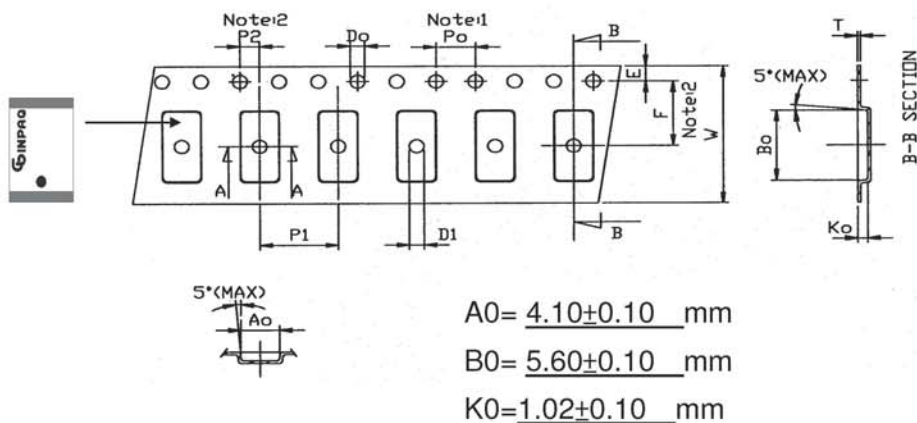 Note:2
P2
Do
Note:1
Po
B
T
E
5°(MAX)
F
Note:2
W
Bo
B-B SECTION
INPAQ
A
A
P1
D1
B
Ko
5°(MAX)
Ao
A0= 4.10±0.10 mm
B0= 5.60±0.10 mm
K0=1.02±0.10 mm